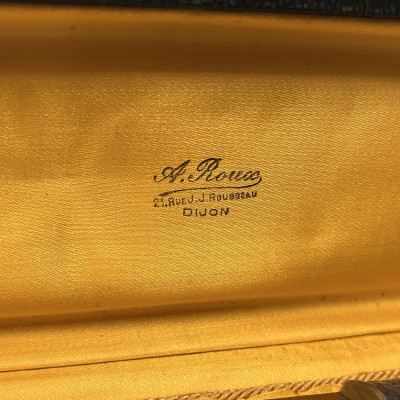 A. Roux
21. RUE J.J. ROUSSEAU
DIJON